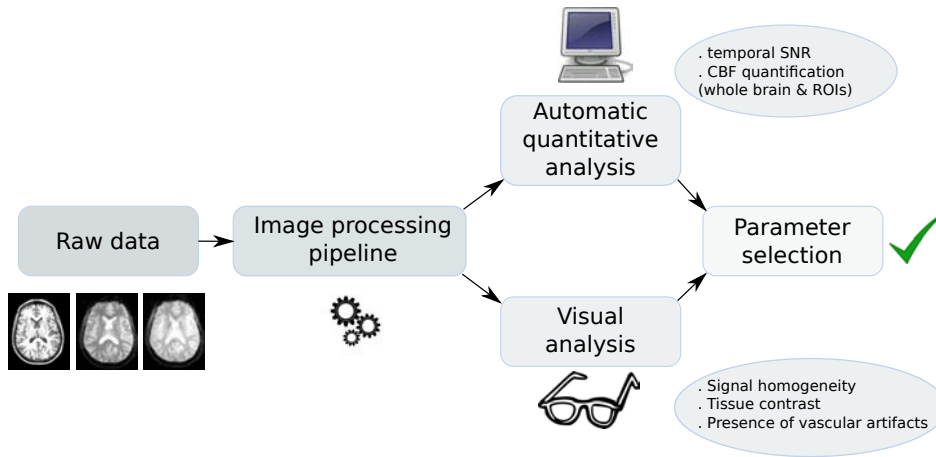 Raw data
Image processing
pipeline
Automatic
quantitative
analysis
. temporal SNR
. CBF quantification
(whole brain & ROIs)
Visual
analysis
. Signal homogeneity
. Tissue contrast
. Presence of vascular artifacts
Parameter
selection